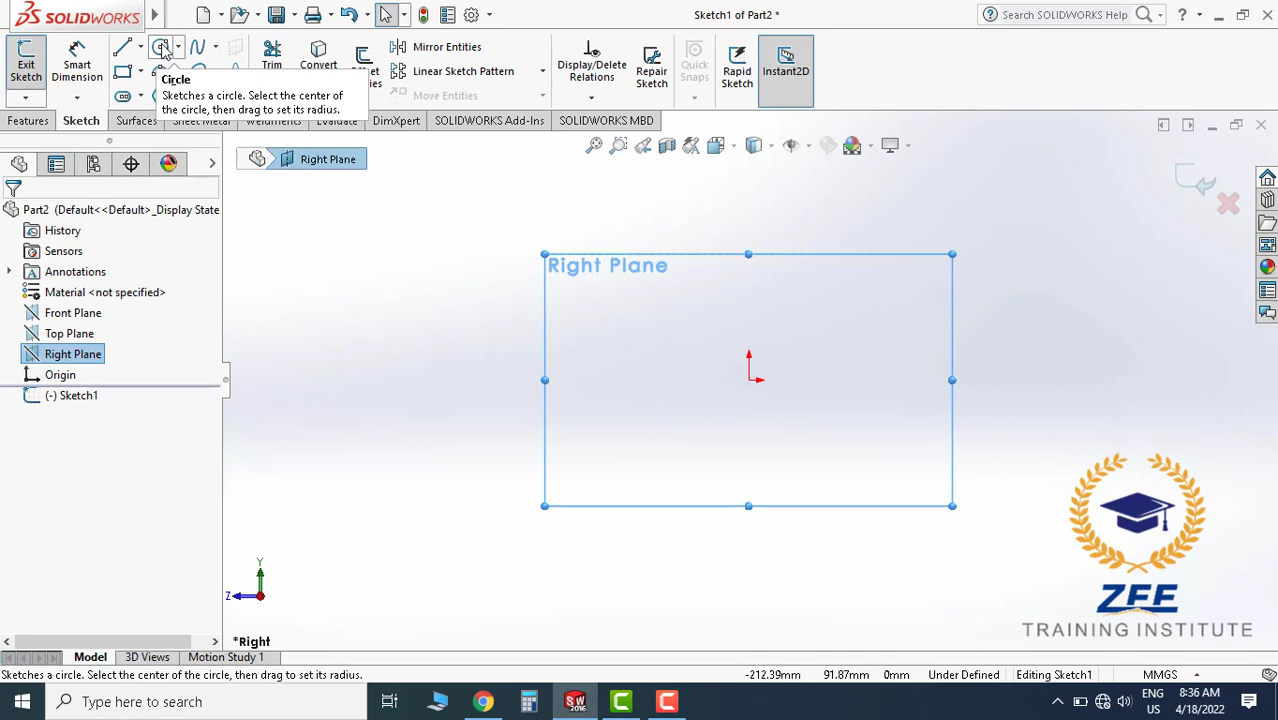 SOLIDWORKS
Sketch1 of Part2 *
Search SOLIDWORKS Help
?
Exit
Sketch
Smart
Dimension
Trim
Convert
Mirror Entities
Linear Sketch Pattern
Move Entities
Display/Delete
Relations
Repair
Sketch
Quick
Snaps
Rapid
Sketch
Instant2D
Circle
Sketches a circle. Select the center of
the circle, then drag to set its radius.
Features
Sketch
Surfaces
Sheet Metal
Weldments
Evaluate
DimXpert
SOLIDWORKS Add-Ins
SOLIDWORKS MBD
Right Plane
Part2 (Default<<Default>_Display State
History
Sensors
Annotations
Material <not specified>
Front Plane
Top Plane
Right Plane
Origin
(-) Sketch1
Right Plane
Y
Z
*Right
ZFE
TRAINING INSTITUTE
Model
3D Views
Motion Study 1
Sketches a circle. Select the center of the circle, then drag to set its radius.
-212.39mm
91.87mm
0mm
Under Defined
Editing Sketch1
MMGS
Type here to search
SW
2016
ENG
US
8:36 AM
4/18/2022